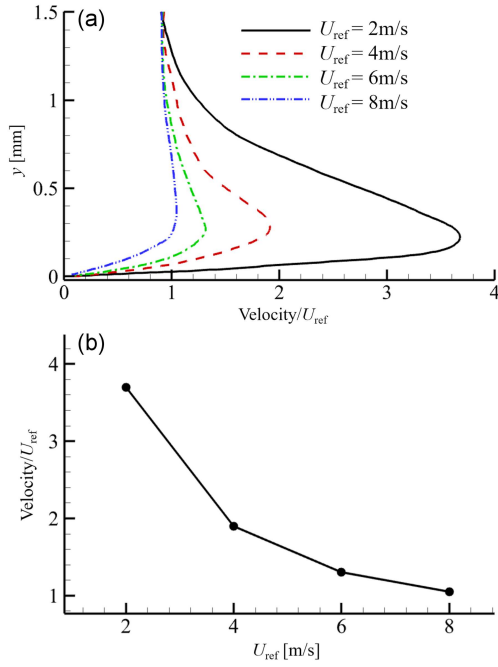 (a)
U_ref = 2m/s
U_ref = 4m/s
U_ref = 6m/s
U_ref = 8m/s
1.5
1
0.5
0
y [mm]
0 1 2 3 4
Velocity/U_ref
(b)
4
3
2
1
Velocity/U_ref
2 4 6 8
U_ref [m/s]